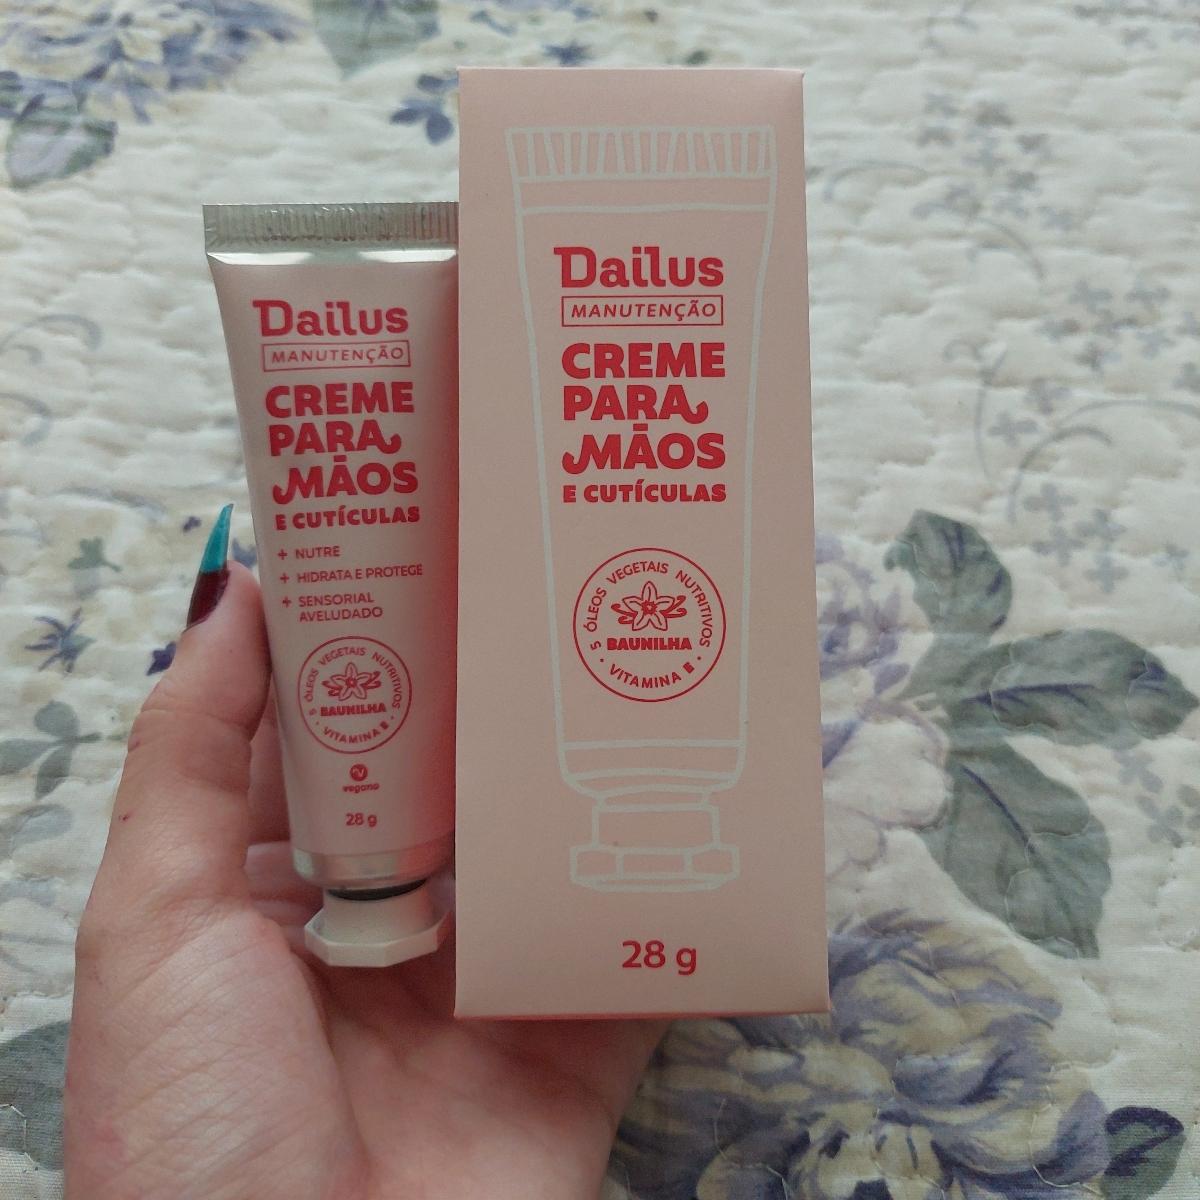 Dailus
MANUTENÇÃO
CREME
PARA
MÃOS
E CUTÍCULAS
+ NUTRE
+ HIDRATA E PROTEGE
+ SENSORIAL
AVELUDADO
5 ÓLEOS VEGETAIS NUTRITIVOS
BAUNILHA
• VITAMINA E •
vegano
28 g
Dailus
MANUTENÇÃO
CREME
PARA
MÃOS
E CUTÍCULAS
5 ÓLEOS VEGETAIS NUTRITIVOS
BAUNILHA
• VITAMINA E •
28 g